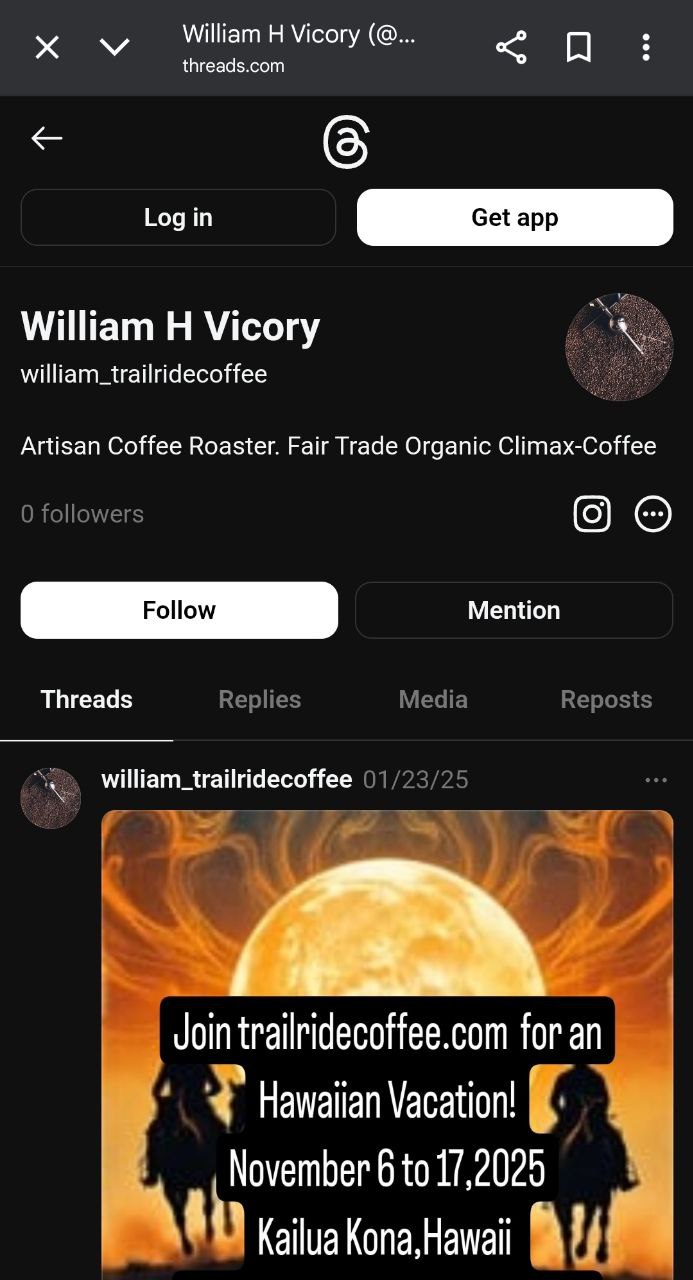 William H Vicory (@...
threads.com
Log in
Get app
William H Vicory
william_trailridecoffee
Artisan Coffee Roaster. Fair Trade Organic Climax-Coffee
0 followers
Follow
Mention
Threads
Replies
Media
Reposts
william_trailridecoffee 01/23/25
Join trailridecoffee.com for an
Hawaiian Vacation!
November 6 to 17,2025
Kailua Kona,Hawaii